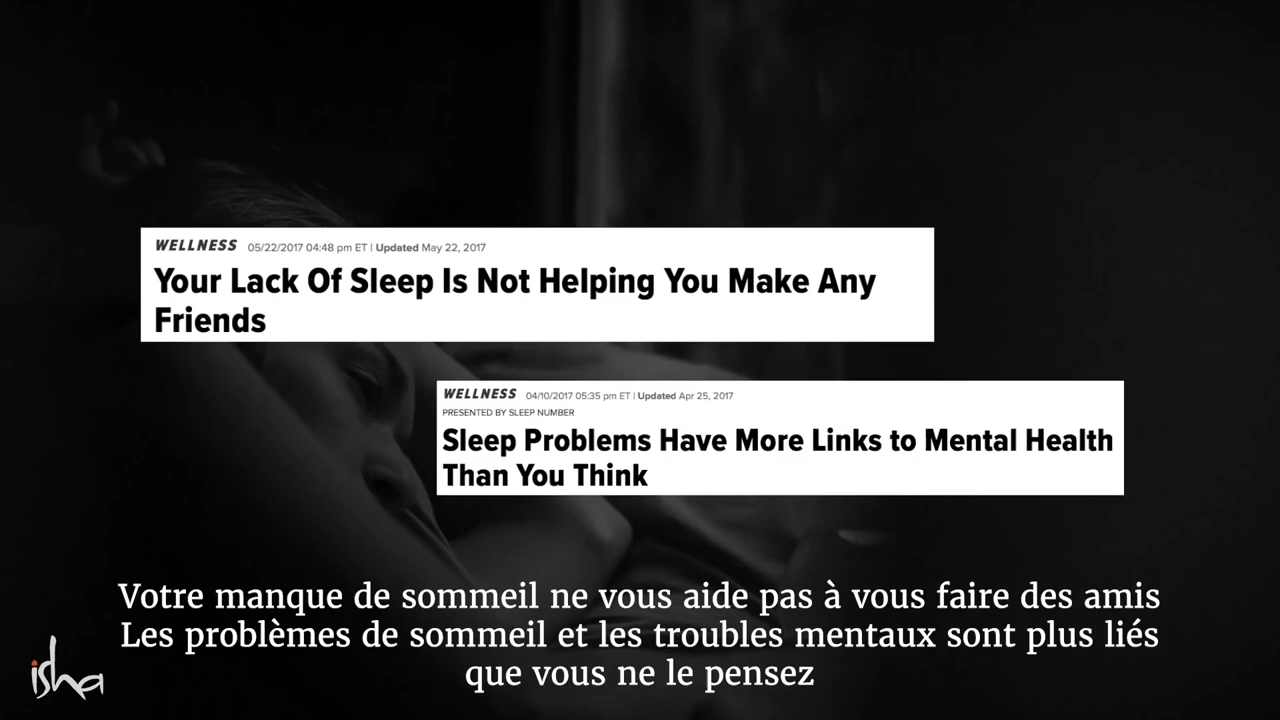 WELLNESS 05/22/2017 04:48 pm ET | Updated May 22, 2017
Your Lack Of Sleep Is Not Helping You Make Any
Friends
WELLNESS 04/10/2017 05:35 pm ET | Updated Apr 25, 2017
PRESENTED BY SLEEP NUMBER
Sleep Problems Have More Links to Mental Health
Than You Think
Votre manque de sommeil ne vous aide pas à vous faire des amis
Les problèmes de sommeil et les troubles mentaux sont plus liés
que vous ne le pensez
isha